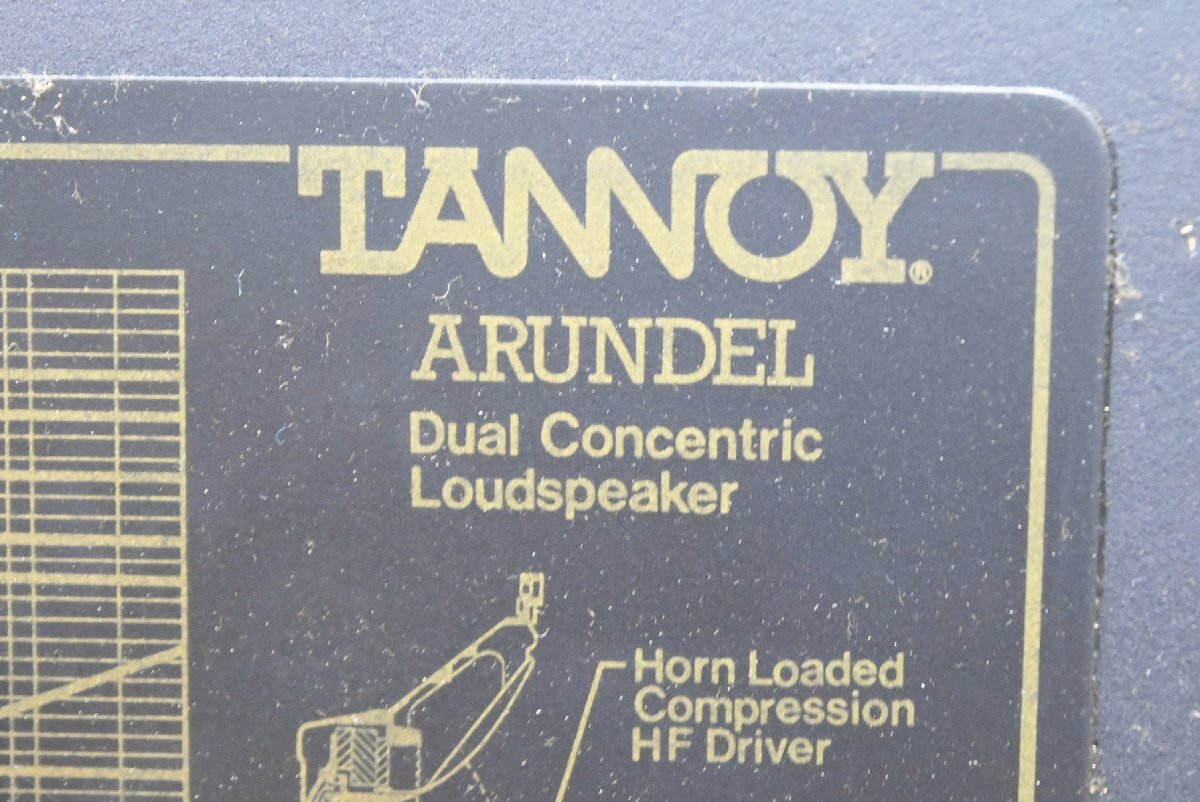 TANNOY®
ARUNDEL
Dual Concentric
Loudspeaker
Horn Loaded
Compression
HF Driver